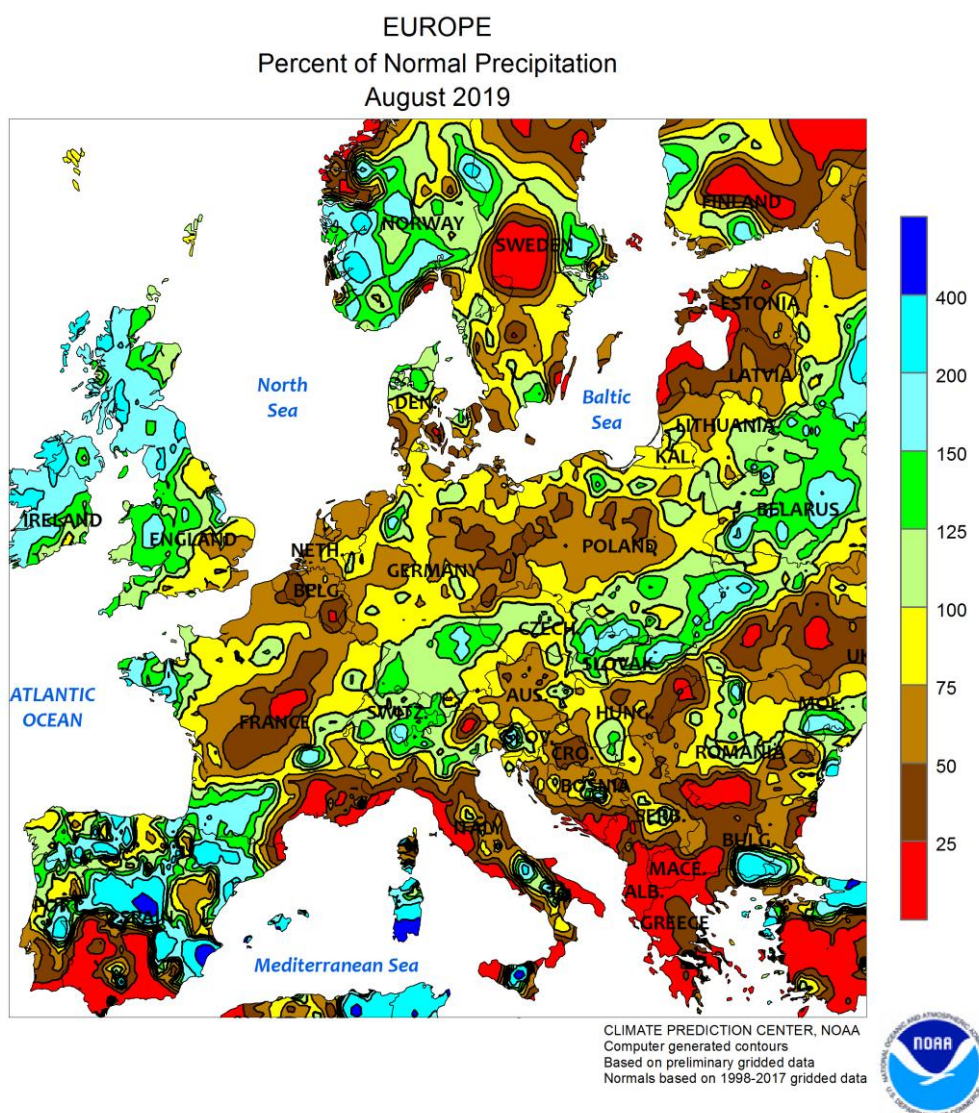 EUROPE
Percent of Normal Precipitation
August 2019
FINLAND
NORWAY
SWEDEN
400
ESTONIA
North
Sea
LATVIA
200
Baltic
Sea
DEN.
LITHUANIA
KAL.
150
BELARUS
IRELAND
ENGLAND
125
NETH.
POLAND
GERMANY
BELG.
100
CZECH.
SLOVAK.
UK
75
ATLANTIC
OCEAN
AUS.
MOL.
FRANCE
SWITZ.
HUNG.
ROMANIA
CRO.
50
BOSNIA
SERB.
ITALY
BULG.
25
MACE.
ALB.
PORT.
SPAIN
GREECE
Mediterranean Sea
CLIMATE PREDICTION CENTER, NOAA
Computer generated contours
Based on preliminary gridded data
Normals based on 1998-2017 gridded data
NOAA